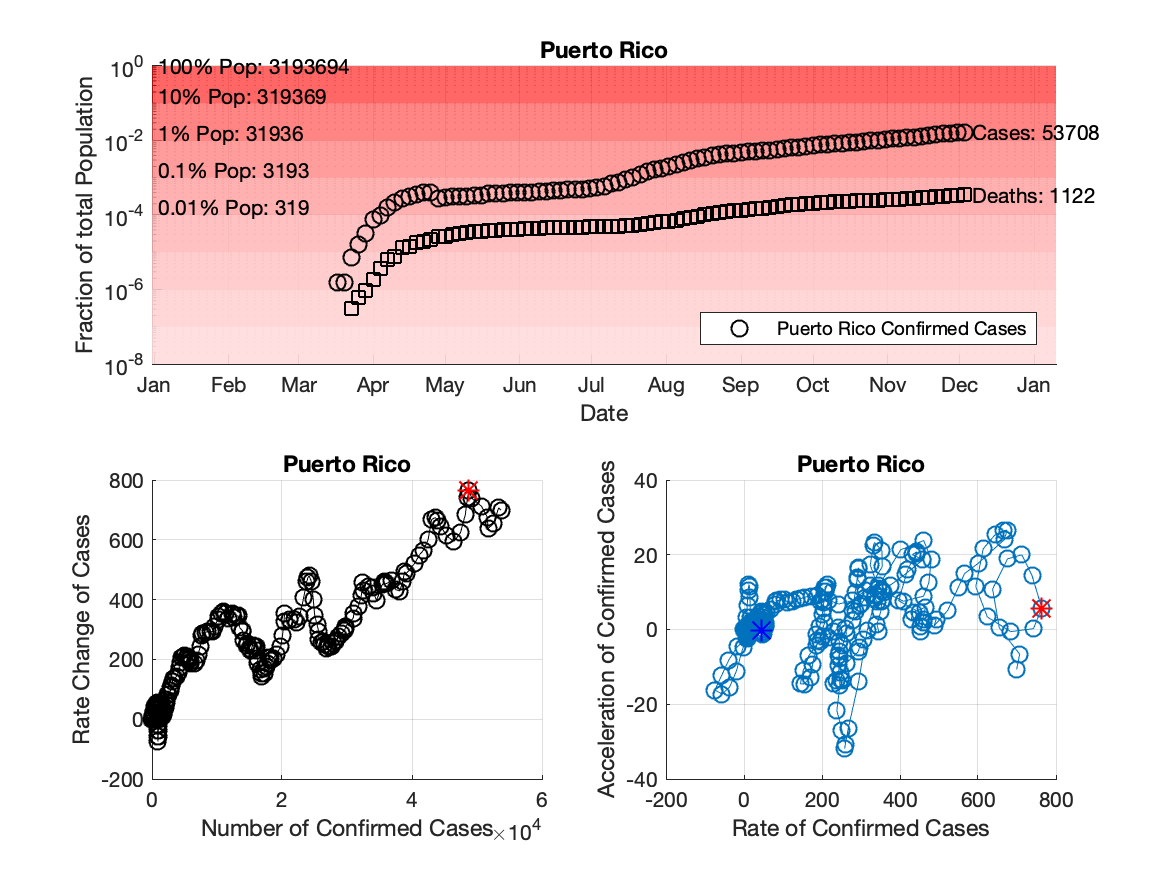 Puerto Rico
10^0
10^-2
10^-4
10^-6
10^-8
Fraction of total Population
100% Pop: 3193694
10% Pop: 319369
1% Pop: 31936
0.1% Pop: 3193
0.01% Pop: 319
Cases: 53708
Deaths: 1122
Puerto Rico Confirmed Cases
Jan Feb Mar Apr May Jun Jul Aug Sep Oct Nov Dec Jan
Date
Puerto Rico
800
600
400
200
0
-200
Rate Change of Cases
0 2 4 6
Number of Confirmed Cases ×10^4
Puerto Rico
40
20
0
-20
-40
Acceleration of Confirmed Cases
-200 0 200 400 600 800
Rate of Confirmed Cases